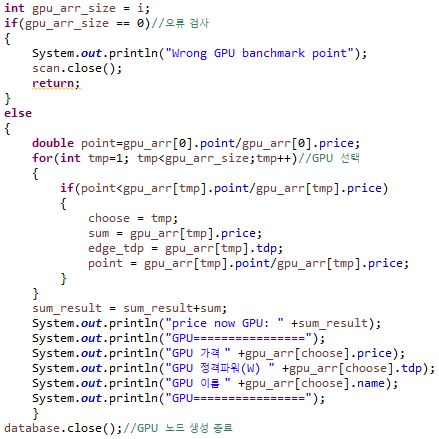 int gpu_arr_size = i;
if(gpu_arr_size == 0)//오류 검사
{
    System.out.println("Wrong GPU banchmark point");
    scan.close();
    return;
}
else
{
    double point=gpu_arr[0].point/gpu_arr[0].price;
    for(int tmp=1; tmp<gpu_arr_size;tmp++)//GPU 선택
    {
        if(point<gpu_arr[tmp].point/gpu_arr[tmp].price)
        {
            choose = tmp;
            sum = gpu_arr[tmp].price;
            edge_tdp = gpu_arr[tmp].tdp;
            point = gpu_arr[tmp].point/gpu_arr[tmp].price;
        }
    }
    sum_result = sum_result+sum;
    System.out.println("price now GPU: " +sum_result);
    System.out.println("GPU================");
    System.out.println("GPU 가격 " +gpu_arr[choose].price);
    System.out.println("GPU 정격파워(W) " +gpu_arr[choose].tdp);
    System.out.println("GPU 이름 " +gpu_arr[choose].name);
    System.out.println("GPU================");
    }
database.close();//GPU 노드 생성 종료